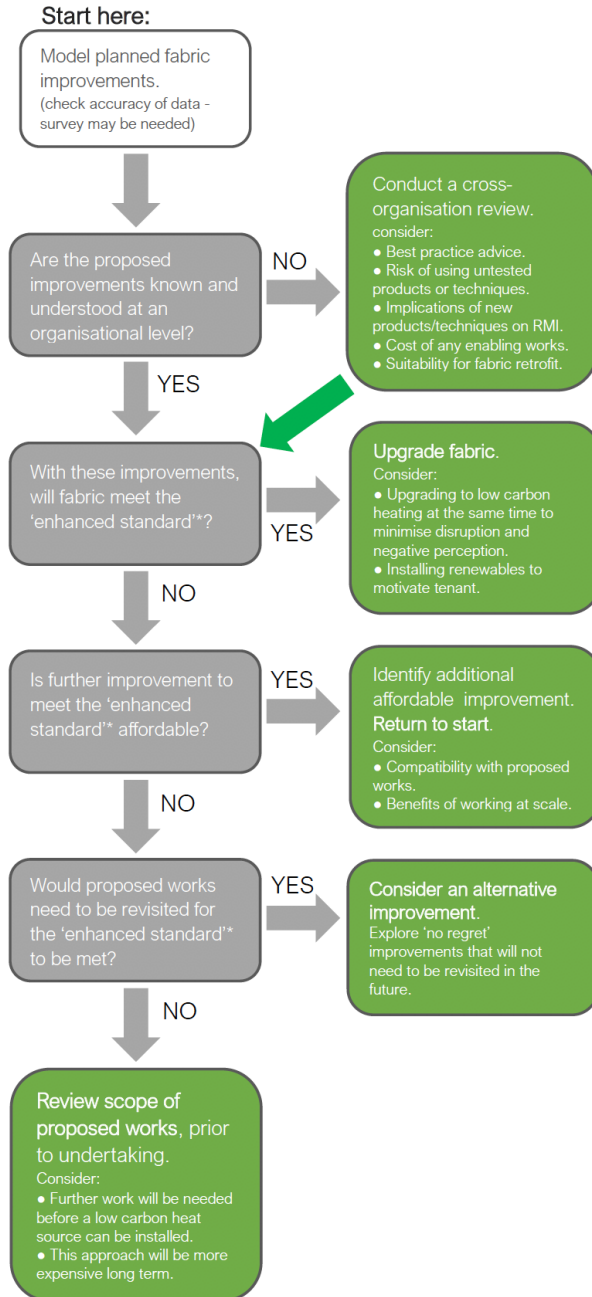 Start here:
Model planned fabric
improvements.
(check accuracy of data -
survey may be needed)
Are the proposed
improvements known and
understood at an
organisational level?
NO
Conduct a cross-
organisation review.
consider:
● Best practice advice.
● Risk of using untested
products or techniques.
● Implications of new
products/techniques on RMI.
● Cost of any enabling works.
● Suitability for fabric retrofit.
YES
With these improvements,
will fabric meet the
‘enhanced standard’*?
YES
Upgrade fabric.
Consider:
● Upgrading to low carbon
heating at the same time to
minimise disruption and
negative perception.
● Installing renewables to
motivate tenant.
NO
Is further improvement to
meet the ‘enhanced
standard’* affordable?
YES
Identify additional
affordable improvement.
Return to start.
Consider:
● Compatibility with proposed
works.
● Benefits of working at scale.
NO
Would proposed works
need to be revisited for
the ‘enhanced standard’*
to be met?
YES
Consider an alternative
improvement.
Explore ‘no regret’
improvements that will not
need to be revisited in the
future.
NO
Review scope of
proposed works, prior
to undertaking.
Consider:
● Further work will be needed
before a low carbon heat
source can be installed.
● This approach will be more
expensive long term.